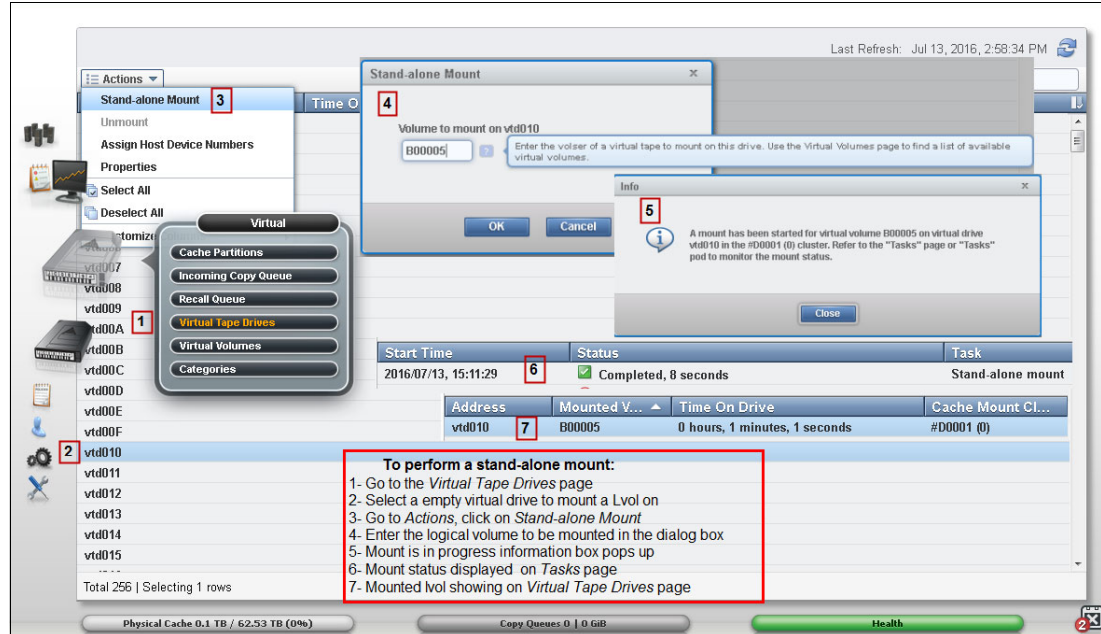 Last Refresh: Jul 13, 2016, 2:58:34 PM
Actions
Stand-alone Mount
3
Unmount
Assign Host Device Numbers
Properties
Select All
Deselect All
Time O
Stand-alone Mount
x
4
Volume to mount on vtd010
B00005
?
Enter the volser of a virtual tape to mount on this drive. Use the Virtual Volumes page to find a list of available
virtual volumes.
OK
Cancel
Info
x
5
A mount has been started for virtual volume B00005 on virtual drive
vtd010 in the #D0001 (0) cluster. Refer to the "Tasks" page or "Tasks"
pod to monitor the mount status.
Close
Virtual
Cache Partitions
Incoming Copy Queue
Recall Queue
1
Virtual Tape Drives
Virtual Volumes
Categories
vtd007
vtd008
vtd009
vtd00A
vtd00B
vtd00C
vtd00D
vtd00E
vtd00F
2
vtd010
vtd011
vtd012
vtd013
vtd014
vtd015
Start Time
Status
Task
2016/07/13, 15:11:29
6
Completed, 8 seconds
Stand-alone mount
Address
Mounted V...
Time On Drive
Cache Mount Cl...
vtd010
7
B00005
0 hours, 1 minutes, 1 seconds
#D0001 (0)
To perform a stand-alone mount:
1- Go to the Virtual Tape Drives page
2- Select a empty virtual drive to mount a Lvol on
3- Go to Actions, click on Stand-alone Mount
4- Enter the logical volume to be mounted in the dialog box
5- Mount is in progress information box pops up
6- Mount status displayed on Tasks page
7- Mounted lvol showing on Virtual Tape Drives page
Total 256 | Selecting 1 rows
Physical Cache 0.1 TB / 62.53 TB (0%)
Copy Queues 0 | 0 GiB
Health
2